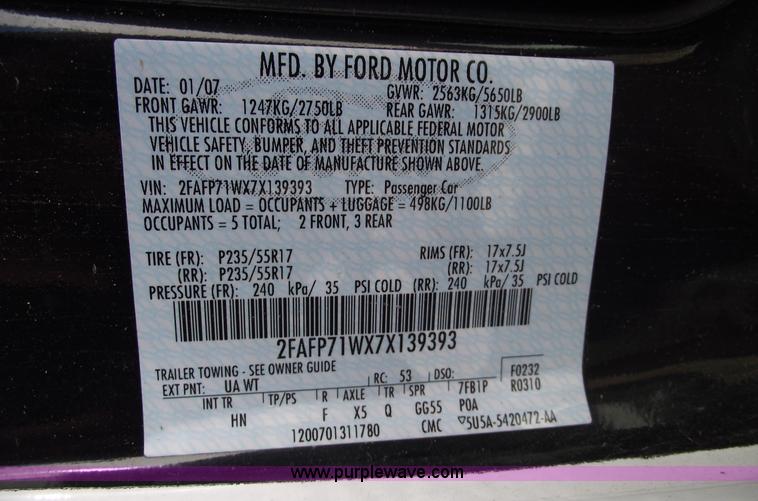 MFD. BY FORD MOTOR CO.
DATE: 01/07 GVWR: 2563KG/5650LB
FRONT GAWR: 1247KG/2750LB REAR GAWR: 1315KG/2900LB
THIS VEHICLE CONFORMS TO ALL APPLICABLE FEDERAL MOTOR
VEHICLE SAFETY, BUMPER, AND THEFT PREVENTION STANDARDS
IN EFFECT ON THE DATE OF MANUFACTURE SHOWN ABOVE.
VIN: 2FAFP71WX7X139393 TYPE: Passenger Car
MAXIMUM LOAD = OCCUPANTS + LUGGAGE = 498KG/1100LB
OCCUPANTS = 5 TOTAL; 2 FRONT, 3 REAR
TIRE (FR): P235/55R17 RIMS (FR): 17x7.5J
(RR): P235/55R17 (RR): 17x7.5J
PRESSURE (FR): 240 kPa/ 35 PSI COLD (RR): 240 kPa/ 35 PSI COLD
2FAFP71WX7X139393
TRAILER TOWING - SEE OWNER GUIDE
EXT PNT: UA WT RC: 53 DSO: F0232
INT TR TP/PS R AXLE TR SPR 7FB1P R0310
HN F X5 Q GG55 POA
1200701311780 CMC ▽5U5A-5420472-AA
www.purplewave.com